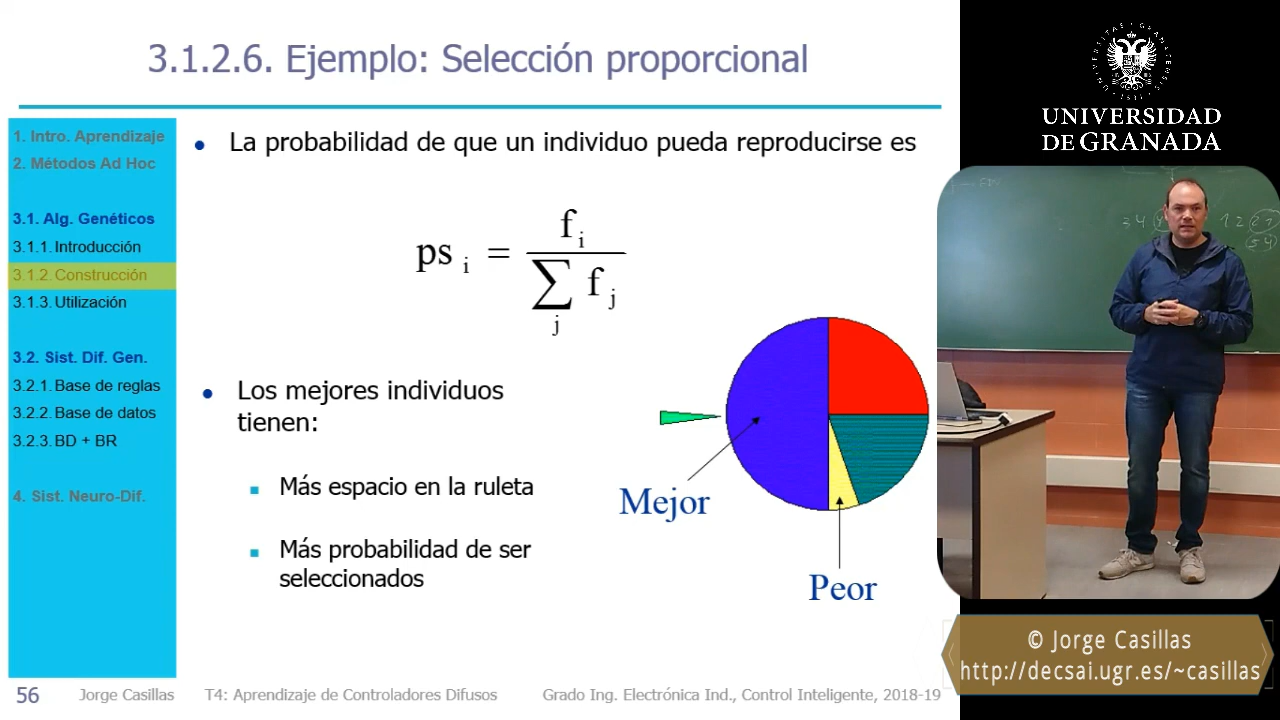 3.1.2.6. Ejemplo: Selección proporcional
1. Intro. Aprendizaje
2. Métodos Ad Hoc
3.1. Alg. Genéticos
3.1.1. Introducción
3.1.2. Construcción
3.1.3. Utilización
3.2. Sist. Dif. Gen.
3.2.1. Base de reglas
3.2.2. Base de datos
3.2.3. BD + BR
4. Sist. Neuro-Dif.
• La probabilidad de que un individuo pueda reproducirse es
ps i = f i / ∑ j f j
• Los mejores individuos
tienen:
▪ Más espacio en la ruleta
▪ Más probabilidad de ser
seleccionados
Mejor
Peor
56 Jorge Casillas T4: Aprendizaje de Controladores Difusos Grado Ing. Electrónica Ind., Control Inteligente, 2018-19
UNIVERSIDAD
DE GRANADA
© Jorge Casillas
http://decsai.ugr.es/~casillas